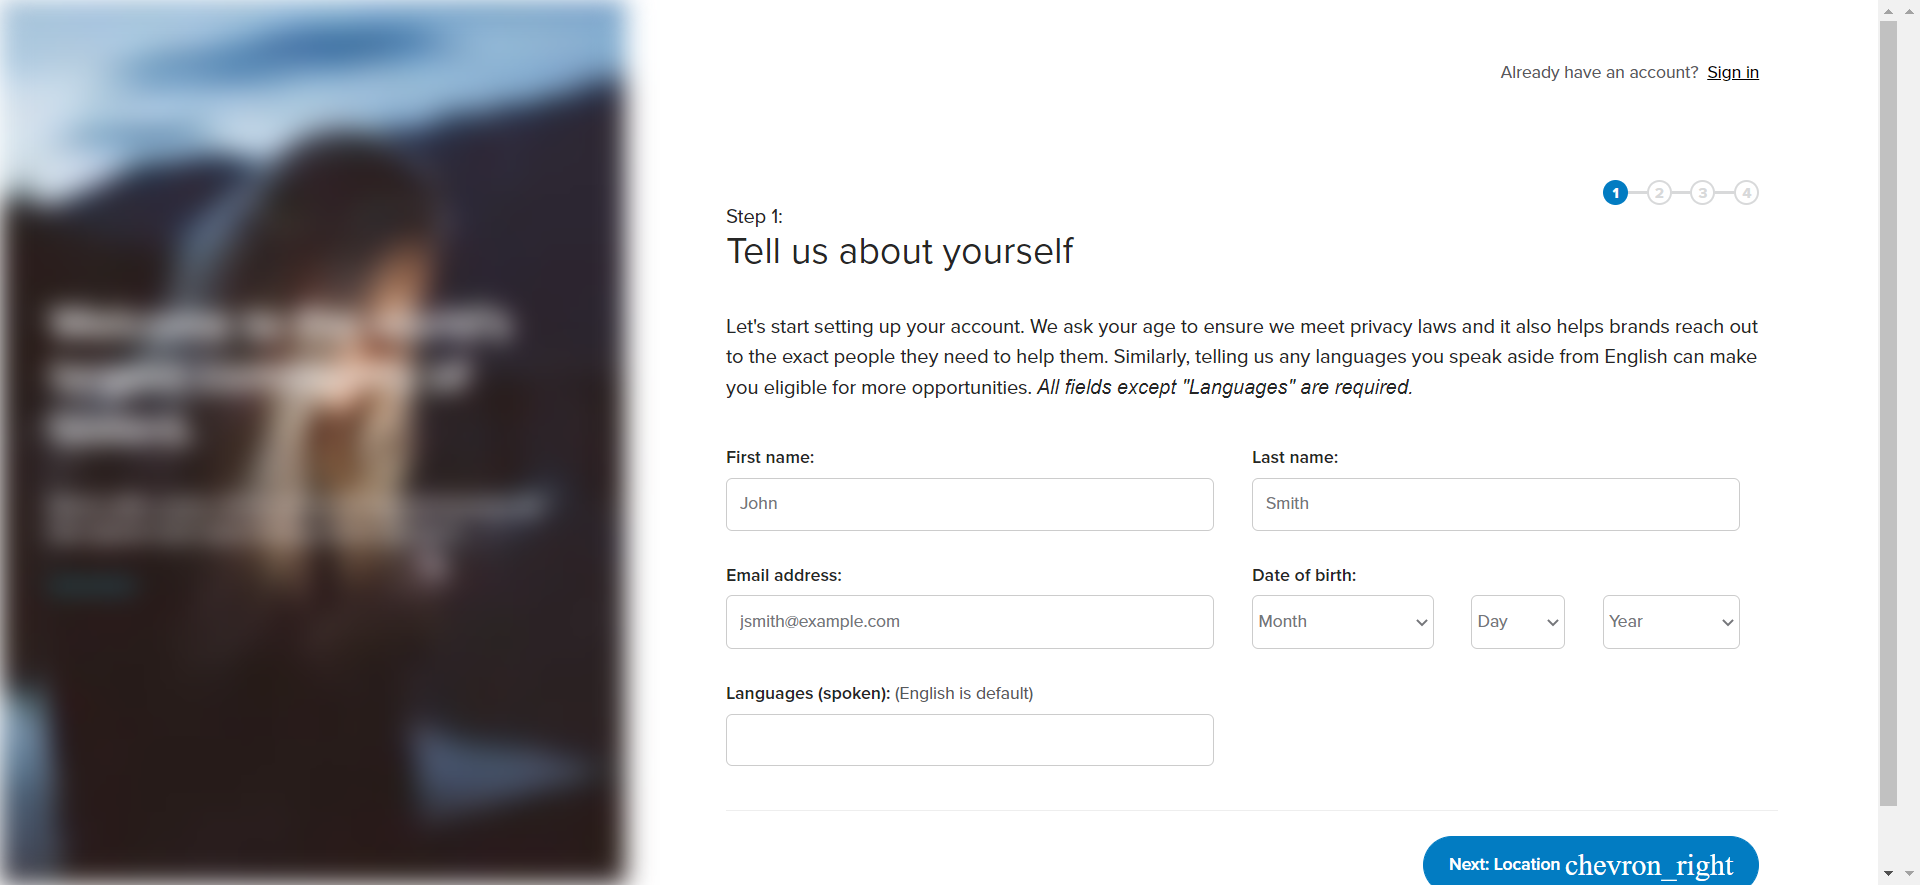 Already have an account? Sign in
1 2 3 4
Step 1:
Tell us about yourself
Let's start setting up your account. We ask your age to ensure we meet privacy laws and it also helps brands reach out
to the exact people they need to help them. Similarly, telling us any languages you speak aside from English can make
you eligible for more opportunities. All fields except "Languages" are required.
First name:
Last name:
John
Smith
Email address:
Date of birth:
jsmith@example.com
Month
Day
Year
Languages (spoken): (English is default)
Next: Location chevron_right